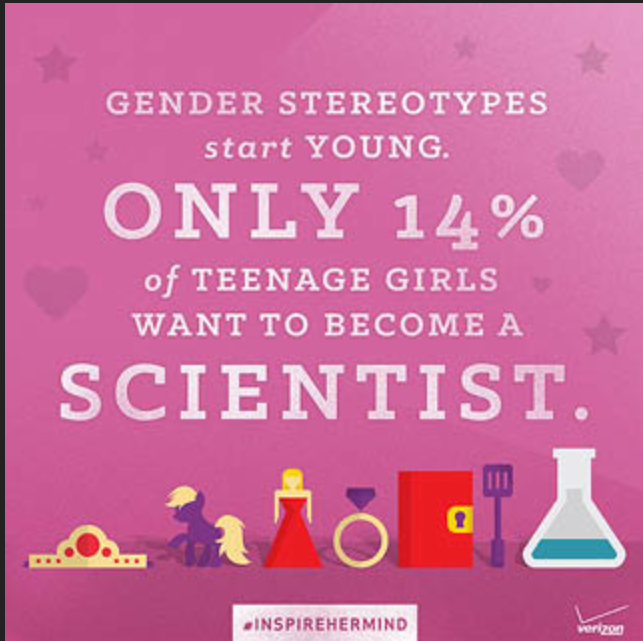 GENDER STEREOTYPES
start YOUNG.
ONLY 14%
of TEENAGE GIRLS
WANT TO BECOME A
SCIENTIST.
#INSPIREHERMIND
verizon